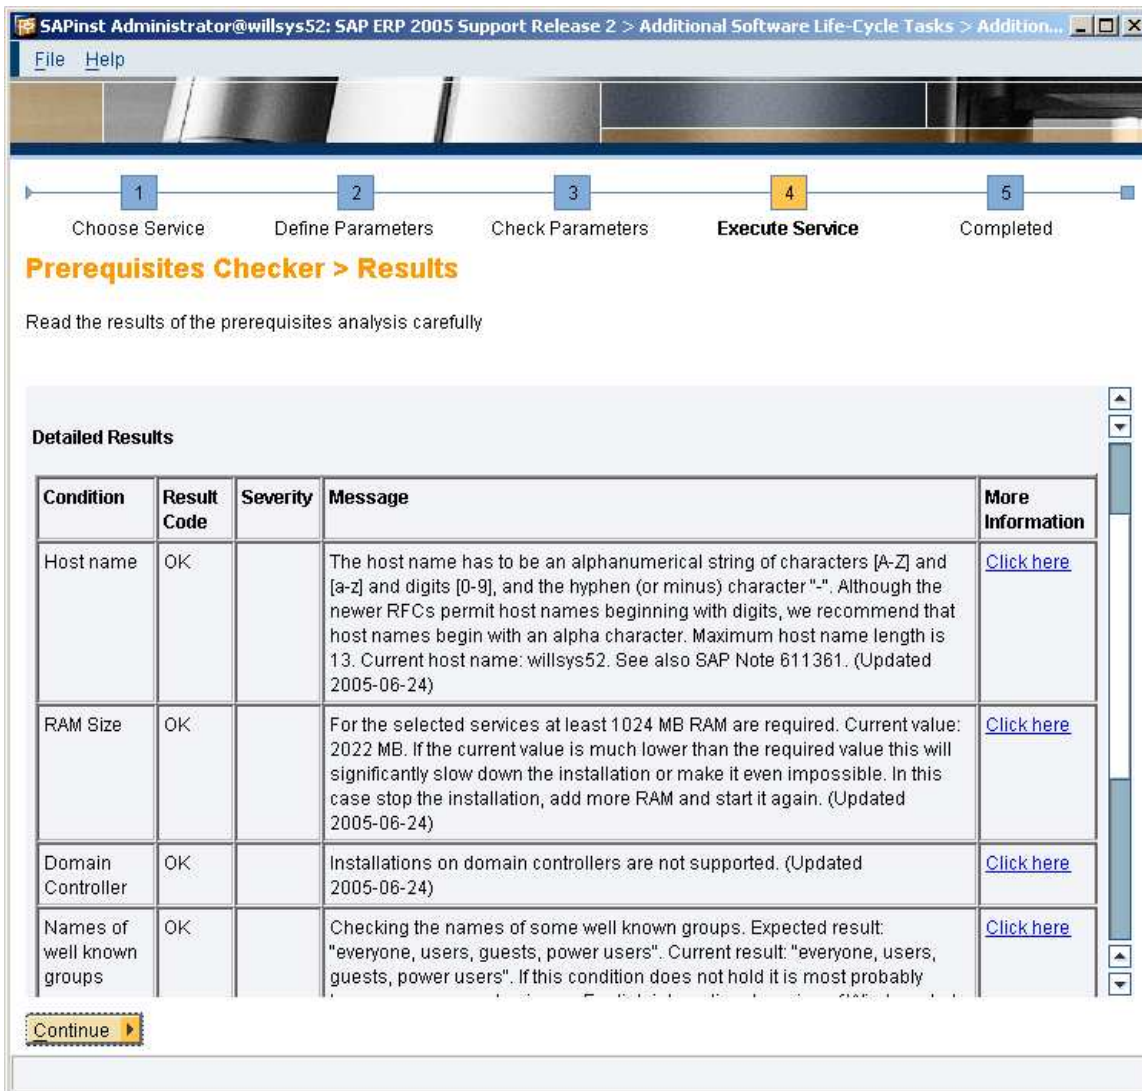 SAPinst Administrator@willsys52: SAP ERP 2005 Support Release 2 > Additional Software Life-Cycle Tasks > Addition...
File Help
1 2 3 4 5
Choose Service Define Parameters Check Parameters Execute Service Completed
Prerequisites Checker > Results
Read the results of the prerequisites analysis carefully
Detailed Results
Condition Result Code Severity Message More Information
Host name OK The host name has to be an alphanumerical string of characters [A-Z] and Click here
[a-z] and digits [0-9], and the hyphen (or minus) character "-". Although the
newer RFCs permit host names beginning with digits, we recommend that
host names begin with an alpha character. Maximum host name length is
13. Current host name: willsys52. See also SAP Note 611361. (Updated
2005-06-24)
RAM Size OK For the selected services at least 1024 MB RAM are required. Current value: Click here
2022 MB. If the current value is much lower than the required value this will
significantly slow down the installation or make it even impossible. In this
case stop the installation, add more RAM and start it again. (Updated
2005-06-24)
Domain Controller OK Installations on domain controllers are not supported. (Updated Click here
2005-06-24)
Names of well known groups OK Checking the names of some well known groups. Expected result: Click here
"everyone, users, guests, power users". Current result: "everyone, users,
guests, power users". If this condition does not hold it is most probably
Continue